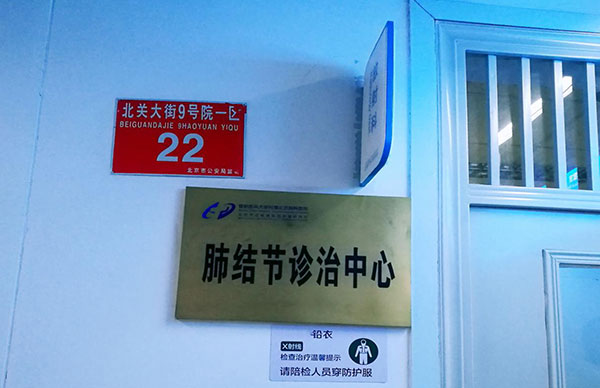 北关大街9号院一区
BEIGUANDAJIE 9HAOYUAN YIQU
22
北京市公安局监制
肺结节诊治中心
铅衣
X射线
检查治疗温馨提示
请陪检人员穿防护服